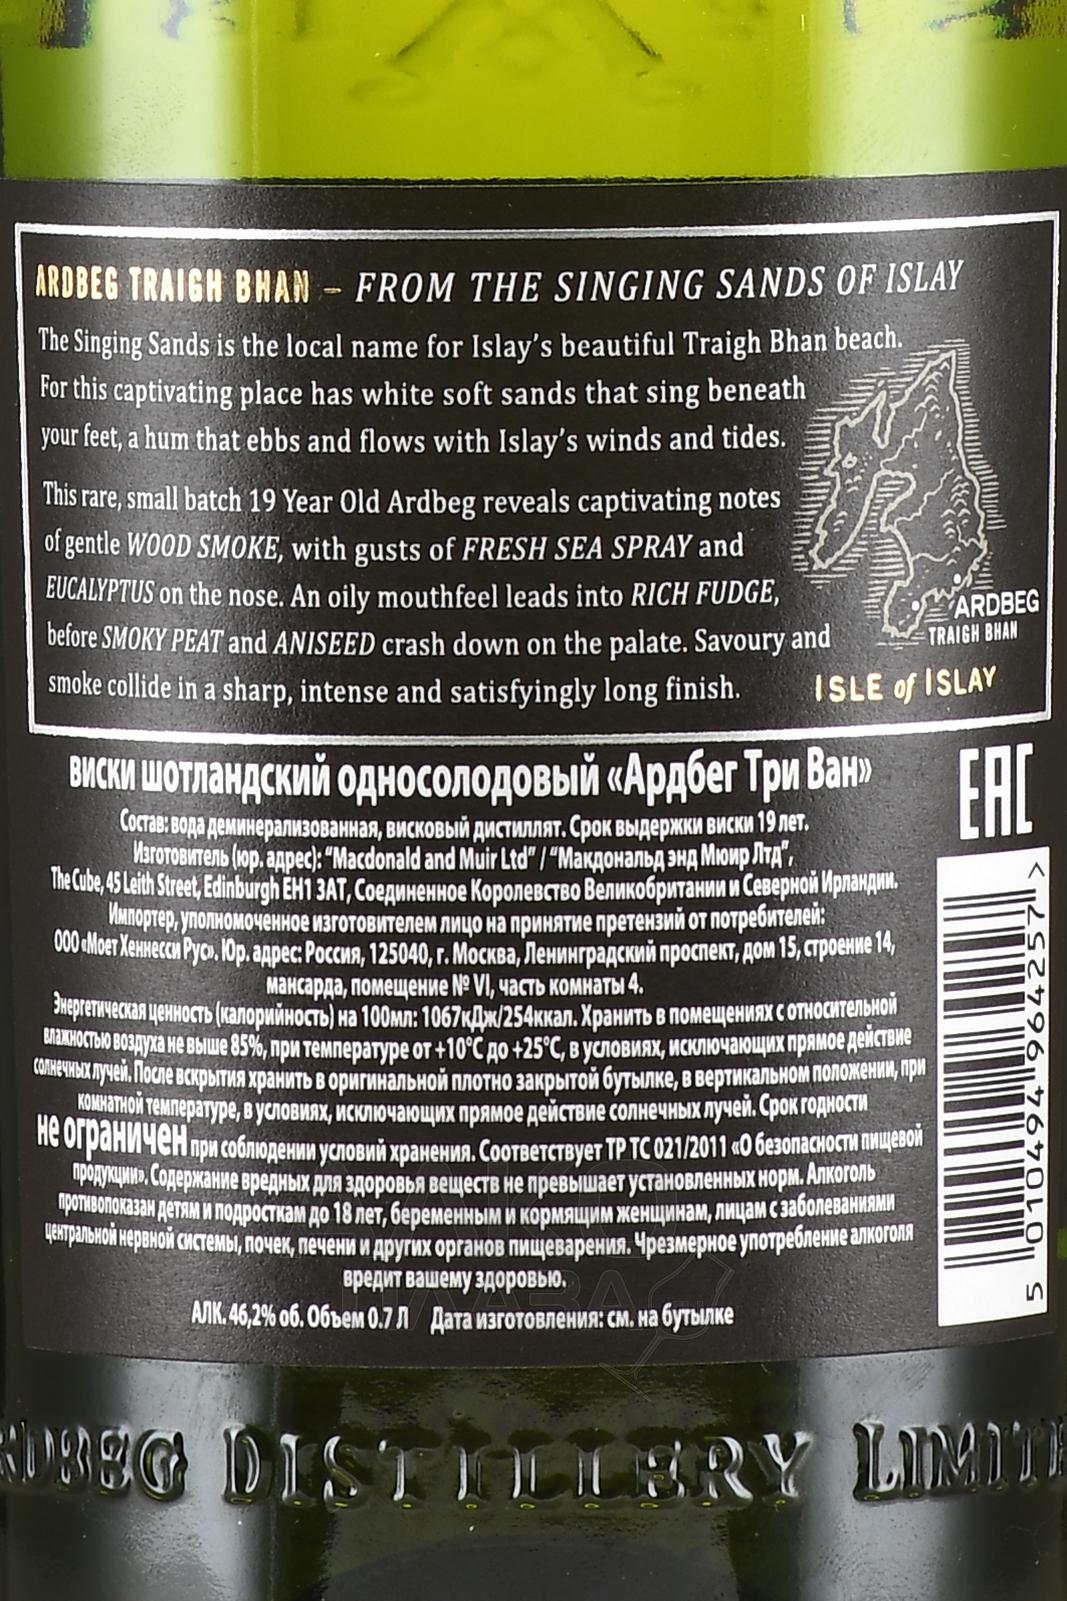 ARDBEG TRAIGH BHAN – FROM THE SINGING SANDS OF ISLAY
The Singing Sands is the local name for Islay's beautiful Traigh Bhan beach.
For this captivating place has white soft sands that sing beneath
your feet, a hum that ebbs and flows with Islay's winds and tides.
This rare, small batch 19 Year Old Ardbeg reveals captivating notes
of gentle WOOD SMOKE, with gusts of FRESH SEA SPRAY and
EUCALYPTUS on the nose. An oily mouthfeel leads into RICH FUDGE,
before SMOKY PEAT and ANISEED crash down on the palate. Savoury and
smoke collide in a sharp, intense and satisfyingly long finish.
ARDBEG
TRAIGH BHAN
ISLE of ISLAY
виски шотландский односолодовый «Ардбег Три Ван»
EAC
Состав: вода деминерализованная, висковый дистиллят. Срок выдержки виски 19 лет.
Изготовитель (юр. адрес): “Macdonald and Muir Ltd” / “Макдональд энд Мюир Лтд”,
The Cube, 45 Leith Street, Edinburgh EH1 3AT, Соединенное Королевство Великобритании и Северной Ирландии.
Импортер, уполномоченное изготовителем лицо на принятие претензий от потребителей:
ООО «Моет Хеннесси Рус». Юр. адрес: Россия, 125040, г. Москва, Ленинградский проспект, дом 15, строение 14,
мансарда, помещение № VI, часть комнаты 4.
Энергетическая ценность (калорийность) на 100мл: 1067кДж/254ккал. Хранить в помещениях с относительной
влажностью воздуха не выше 85%, при температуре от +10°С до +25°С, в условиях, исключающих прямое действие
солнечных лучей. После вскрытия хранить в оригинальной плотно закрытой бутылке, в вертикальном положении, при
комнатной температуре, в условиях, исключающих прямое действие солнечных лучей. Срок годности
не ограничен при соблюдении условий хранения. Соответствует ТР ТС 021/2011 «О безопасности пищевой
продукции». Содержание вредных для здоровья веществ не превышает установленных норм. Алкоголь
противопоказан детям и подросткам до 18 лет, беременным и кормящим женщинам, лицам с заболеваниями
центральной нервной системы, почек, печени и других органов пищеварения. Чрезмерное употребление алкоголя
вредит вашему здоровью.
АЛК. 46,2% об. Объем 0.7 Л Дата изготовления: см. на бутылке
5 010494 964257 >
RDBEG DISTILLERY LIMITE